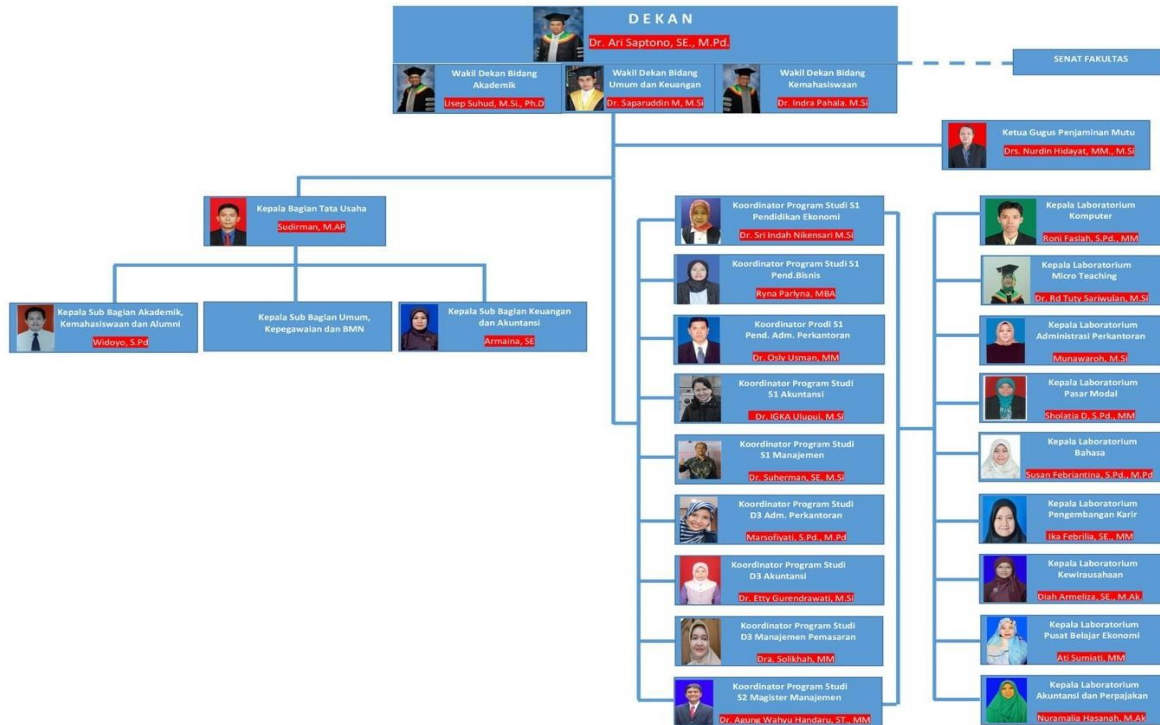 DEKAN
Dr. Ari Saptono, SE., M.Pd.
Wakil Dekan Bidang
Akademik
Usep Suhud, M.Si., Ph.D
Wakil Dekan Bidang
Umum dan Keuangan
Dr. Saparuddin M, M.Si
Wakil Dekan Bidang
Kemahasiswaan
Dr. Indra Pahala. M.Si
SENAT FAKULTAS
Ketua Gugus Penjaminan Mutu
Drs. Nurdin Hidayat, MM., M.Si
Kepala Bagian Tata Usaha
Sudirman, M.AP
Kepala Sub Bagian Akademik,
Kemahasiswaan dan Alumni
Widoyo, S.Pd
Kepala Sub Bagian Umum,
Kepegawaian dan BMN
Kepala Sub Bagian Keuangan
dan Akuntansi
Armaina, SE
Koordinator Program Studi S1
Pendidikan Ekonomi
Dr. Sri Indah Nikensari M.Si
Koordinator Program Studi S1
Pend.Bisnis
Ryna Parlyna, MBA
Koordinator Prodi S1
Pend. Adm. Perkantoran
Dr. Osly Usman, MM
Koordinator Program Studi
S1 Akuntansi
Dr. IGKA Ulupui, M.Si
Koordinator Program Studi
S1 Manajemen
Dr. Suherman, SE, M.Si
Koordinator Program Studi
D3 Adm. Perkantoran
Marsofiyati, S.Pd., M.Pd
Koordinator Program Studi
D3 Akuntansi
Dr. Etty Gurendrawati, M.Si
Koordinator Program Studi
D3 Manajemen Pemasaran
Dra. Solikhah, MM
Koordinator Program Studi
S2 Magister Manajemen
Dr. Agung Wahyu Handaru, ST., MM
Kepala Laboratorium
Komputer
Roni Faslah, S.Pd., MM
Kepala Laboratorium
Micro Teaching
Dr. Rd Tuty Sariwulan, M.Si
Kepala Laboratorium
Administrasi Perkantoran
Munawaroh, M.Si
Kepala Laboratorium
Pasar Modal
Sholatia D, S.Pd., MM
Kepala Laboratorium
Bahasa
Susan Febriantina, S.Pd., M.Pd
Kepala Laboratorium
Pengembangan Karir
Ika Febrilia, SE., MM
Kepala Laboratorium
Kewirausahaan
Diah Armeliza, SE., M.Ak.
Kepala Laboratorium
Pusat Belajar Ekonomi
Ati Sumiati, MM
Kepala Laboratorium
Akuntansi dan Perpajakan
Nuramalia Hasanah, M.Ak